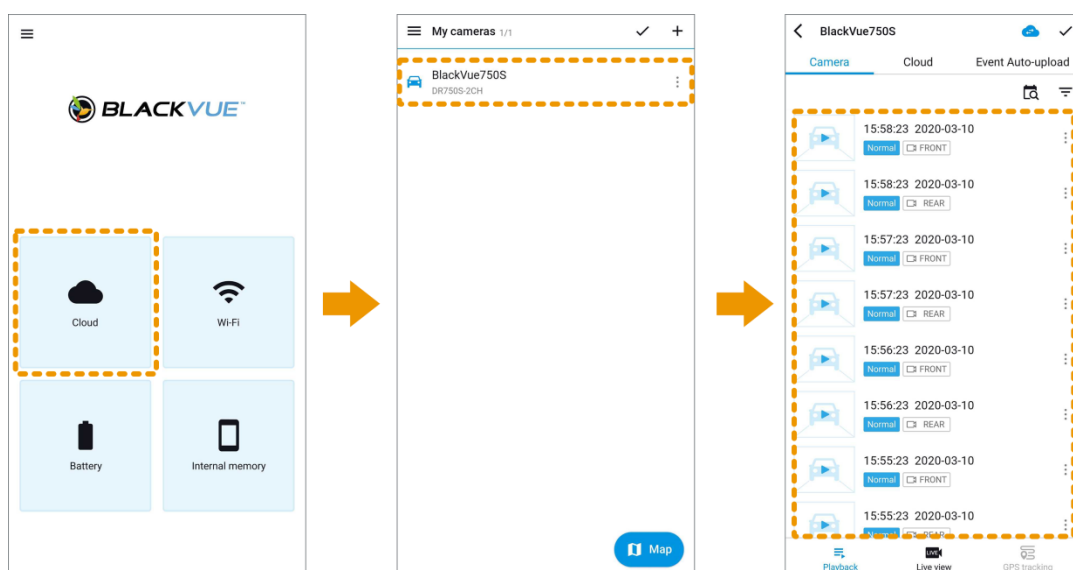 BLACKVUE™
Cloud
Wi-Fi
Battery
Internal memory
My cameras 1/1
BlackVue750S
DR750S-2CH
Map
BlackVue750S
Camera Cloud Event Auto-upload
15:58:23 2020-03-10
Normal FRONT
15:58:23 2020-03-10
Normal REAR
15:57:23 2020-03-10
Normal FRONT
15:57:23 2020-03-10
Normal REAR
15:56:23 2020-03-10
Normal FRONT
15:56:23 2020-03-10
Normal REAR
15:55:23 2020-03-10
Normal FRONT
15:55:23 2020-03-10
Normal REAR
LIVE
Playback Live view GPS tracking